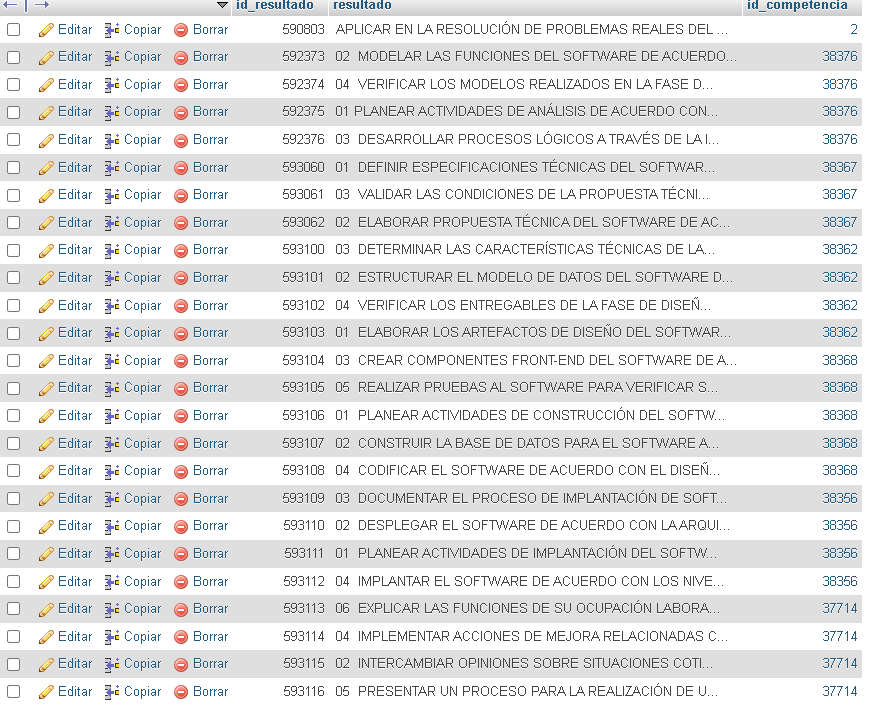 id_resultado resultado id_competencia
Editar Copiar Borrar 590803 APLICAR EN LA RESOLUCIÓN DE PROBLEMAS REALES DEL ... 2
Editar Copiar Borrar 592373 02 MODELAR LAS FUNCIONES DEL SOFTWARE DE ACUERDO... 38376
Editar Copiar Borrar 592374 04 VERIFICAR LOS MODELOS REALIZADOS EN LA FASE D... 38376
Editar Copiar Borrar 592375 01 PLANEAR ACTIVIDADES DE ANÁLISIS DE ACUERDO CON... 38376
Editar Copiar Borrar 592376 03 DESARROLLAR PROCESOS LÓGICOS A TRAVÉS DE LA I... 38376
Editar Copiar Borrar 593060 01 DEFINIR ESPECIFICACIONES TÉCNICAS DEL SOFTWAR... 38367
Editar Copiar Borrar 593061 03 VALIDAR LAS CONDICIONES DE LA PROPUESTA TÉCNI... 38367
Editar Copiar Borrar 593062 02 ELABORAR PROPUESTA TÉCNICA DEL SOFTWARE DE AC... 38367
Editar Copiar Borrar 593100 03 DETERMINAR LAS CARACTERÍSTICAS TÉCNICAS DE LA... 38362
Editar Copiar Borrar 593101 02 ESTRUCTURAR EL MODELO DE DATOS DEL SOFTWARE D... 38362
Editar Copiar Borrar 593102 04 VERIFICAR LOS ENTREGABLES DE LA FASE DE DISEÑ... 38362
Editar Copiar Borrar 593103 01 ELABORAR LOS ARTEFACTOS DE DISEÑO DEL SOFTWAR... 38362
Editar Copiar Borrar 593104 03 CREAR COMPONENTES FRONT-END DEL SOFTWARE DE A... 38368
Editar Copiar Borrar 593105 05 REALIZAR PRUEBAS AL SOFTWARE PARA VERIFICAR S... 38368
Editar Copiar Borrar 593106 01 PLANEAR ACTIVIDADES DE CONSTRUCCIÓN DEL SOFTW... 38368
Editar Copiar Borrar 593107 02 CONSTRUIR LA BASE DE DATOS PARA EL SOFTWARE A... 38368
Editar Copiar Borrar 593108 04 CODIFICAR EL SOFTWARE DE ACUERDO CON EL DISEÑ... 38368
Editar Copiar Borrar 593109 03 DOCUMENTAR EL PROCESO DE IMPLANTACIÓN DE SOFT... 38356
Editar Copiar Borrar 593110 02 DESPLEGAR EL SOFTWARE DE ACUERDO CON LA ARQUI... 38356
Editar Copiar Borrar 593111 01 PLANEAR ACTIVIDADES DE IMPLANTACIÓN DEL SOFTW... 38356
Editar Copiar Borrar 593112 04 IMPLANTAR EL SOFTWARE DE ACUERDO CON LOS NIVE... 38356
Editar Copiar Borrar 593113 06 EXPLICAR LAS FUNCIONES DE SU OCUPACIÓN LABORA... 37714
Editar Copiar Borrar 593114 04 IMPLEMENTAR ACCIONES DE MEJORA RELACIONADAS C... 37714
Editar Copiar Borrar 593115 02 INTERCAMBIAR OPINIONES SOBRE SITUACIONES COTI... 37714
Editar Copiar Borrar 593116 05 PRESENTAR UN PROCESO PARA LA REALIZACIÓN DE U... 37714